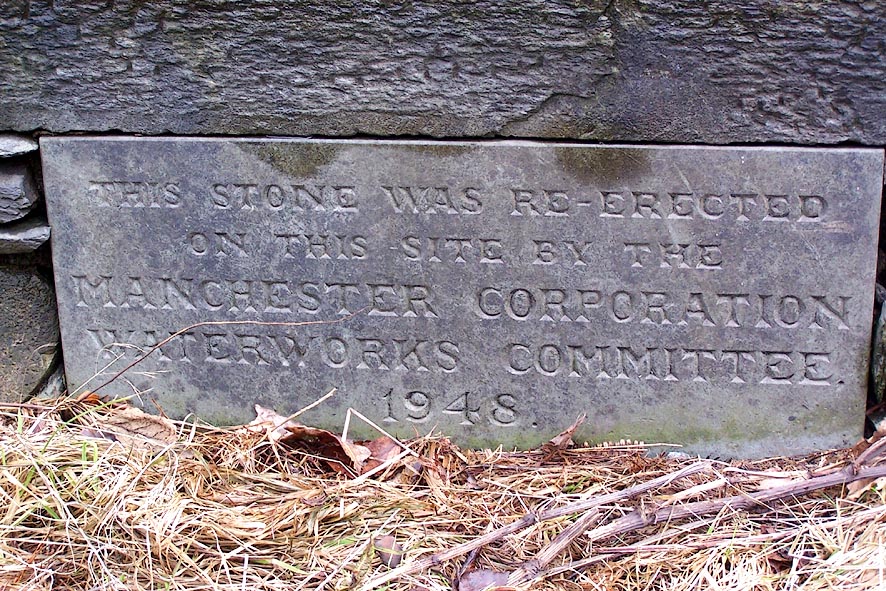 THIS STONE WAS RE-ERECTED
ON THIS SITE BY THE
MANCHESTER CORPORATION
WATERWORKS COMMITTEE.
1948